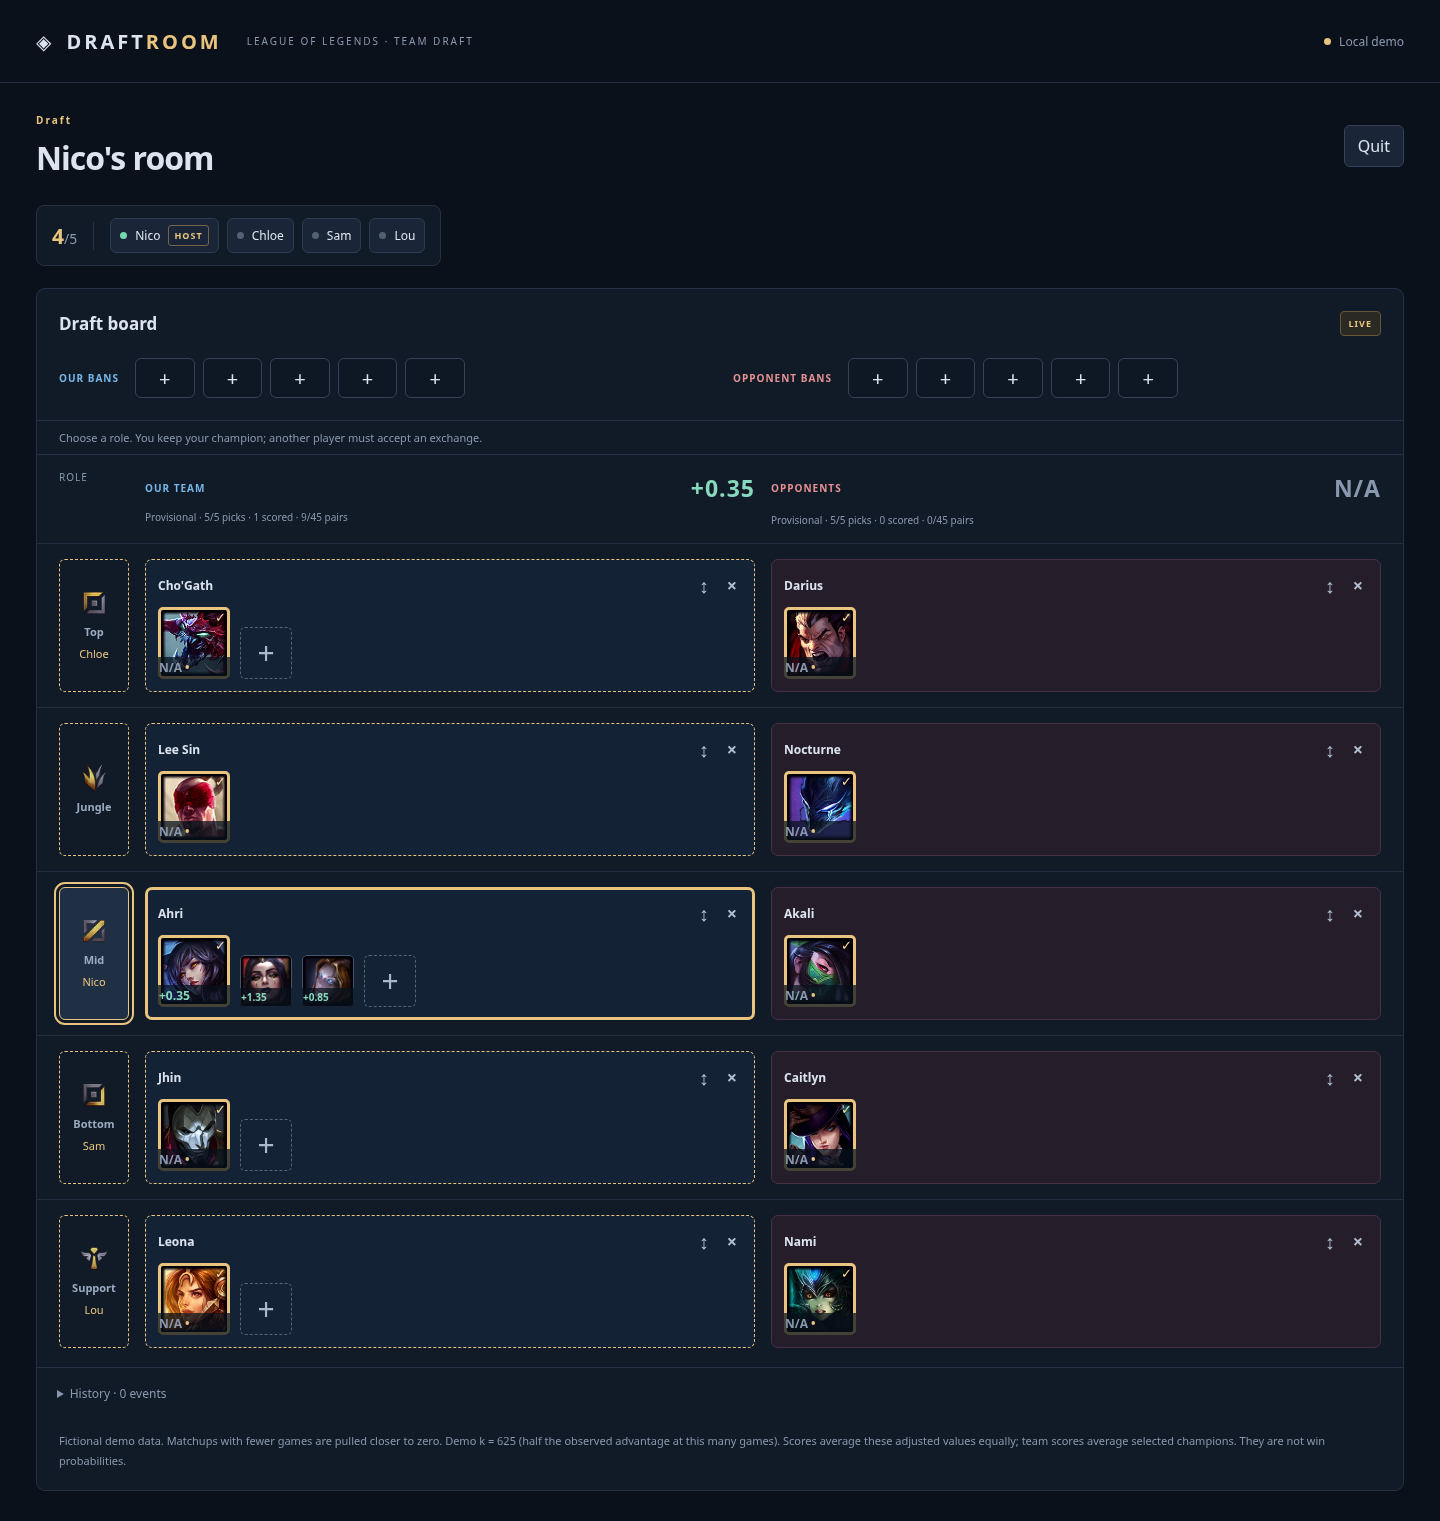 ◈ DRAFTROOM LEAGUE OF LEGENDS · TEAM DRAFT
Local demo
Draft
Nico's room
Quit
4/5
Nico HOST
Chloe
Sam
Lou
Draft board
LIVE
OUR BANS + + + + +
OPPONENT BANS + + + + +
Choose a role. You keep your champion; another player must accept an exchange.
ROLE
OUR TEAM +0.35
Provisional · 5/5 picks · 1 scored · 9/45 pairs
OPPONENTS N/A
Provisional · 5/5 picks · 0 scored · 0/45 pairs
Top
Chloe
Cho'Gath ↕ ×
✓
N/A •
+
Darius ↕ ×
✓
N/A •
Jungle
Lee Sin ↕ ×
✓
N/A •
Nocturne ↕ ×
✓
N/A •
Mid
Nico
Ahri ↕ ×
✓
+0.35
+1.35
+0.85
+
Akali ↕ ×
✓
N/A •
Bottom
Sam
Jhin ↕ ×
✓
N/A •
+
Caitlyn ↕ ×
✓
N/A •
Support
Lou
Leona ↕ ×
✓
N/A •
+
Nami ↕ ×
✓
N/A •
▶ History · 0 events
Fictional demo data. Matchups with fewer games are pulled closer to zero. Demo k = 625 (half the observed advantage at this many games). Scores average these adjusted values equally; team scores average selected champions. They are not win
probabilities.